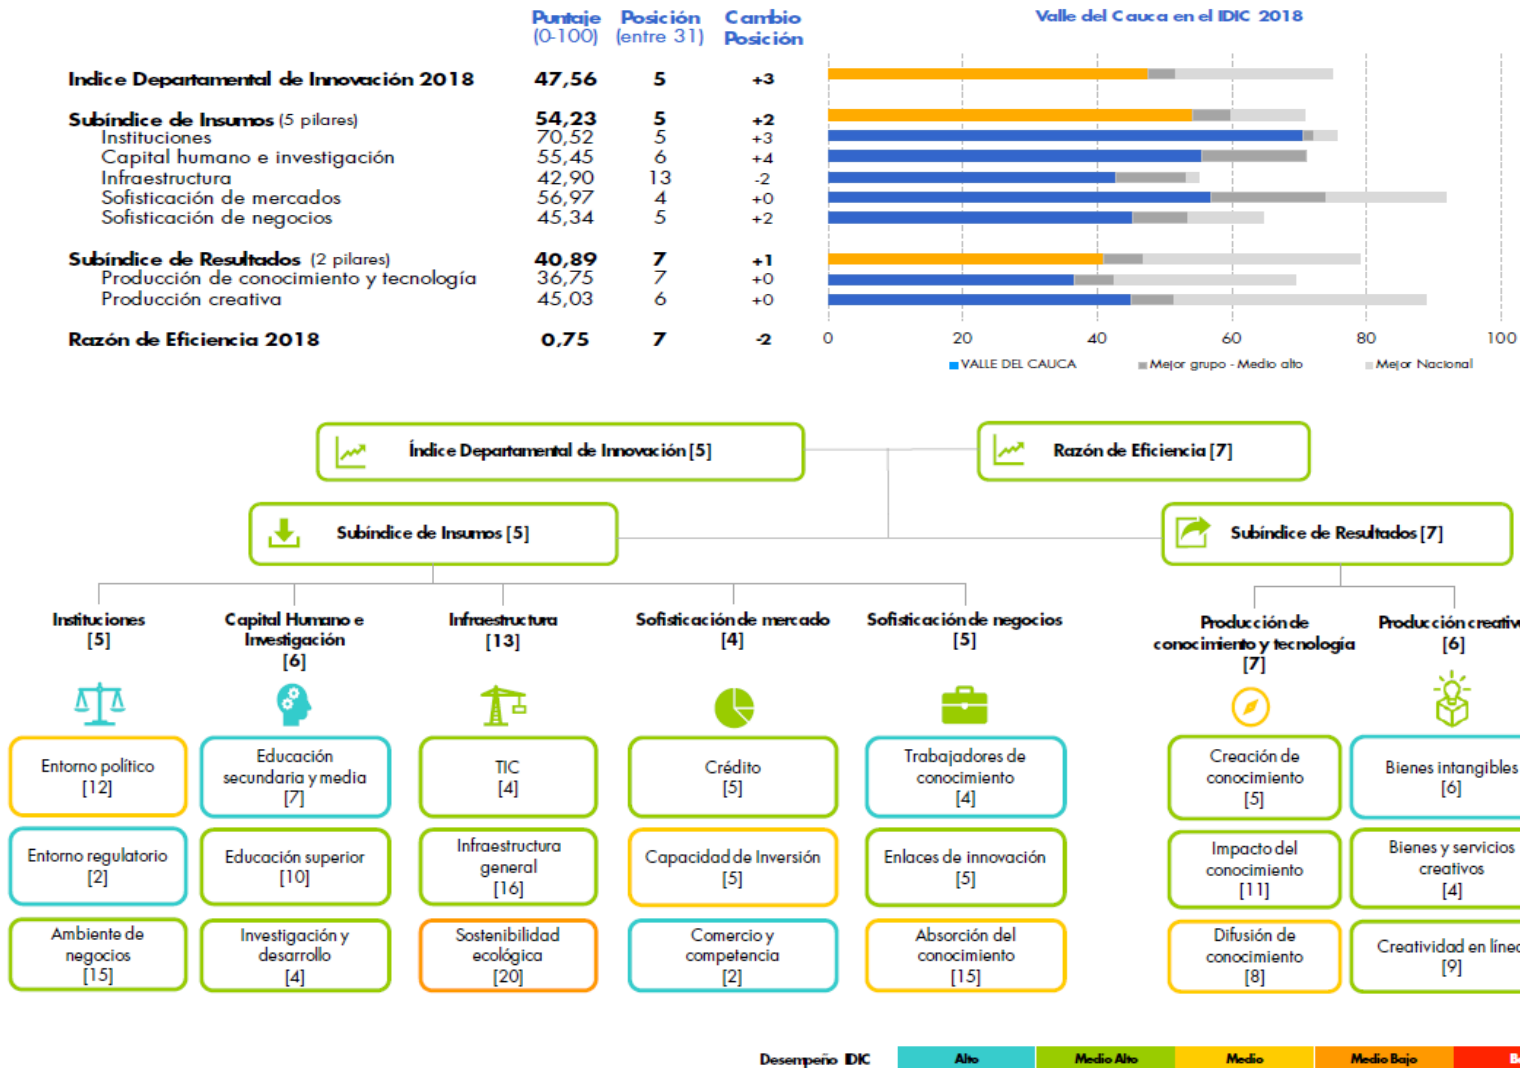 Puntaje Posición Cambio
(0-100) (entre 31) Posición
Valle del Cauca en el IDIC 2018
Indice Departamental de Innovación 2018 47,56 5 +3
Subíndice de Insumos (5 pilares) 54,23 5 +2
Instituciones 70,52 5 +3
Capital humano e investigación 55,45 6 +4
Infraestructura 42,90 13 -2
Sofisticación de mercados 56,97 4 +0
Sofisticación de negocios 45,34 5 +2
Subíndice de Resultados (2 pilares) 40,89 7 +1
Producción de conocimiento y tecnología 36,75 7 +0
Producción creativa 45,03 6 +0
Razón de Eficiencia 2018 0,75 7 -2
0 20 40 60 80 100
VALLE DEL CAUCA Mejor grupo - Medio alto Mejor Nacional
Índice Departamental de Innovación [5]
Razón de Eficiencia [7]
Subíndice de Insumos [5]
Subíndice de Resultados [7]
Instituciones
[5]
Capital Humano e
Investigación
[6]
Infraestructura
[13]
Sofisticación de mercado
[4]
Sofisticación de negocios
[5]
Producción de
conocimiento y tecnología
[7]
Producción creativ
[6]
Entorno político
[12]
Educación
secundaria y media
[7]
TIC
[4]
Crédito
[5]
Trabajadores de
conocimiento
[4]
Creación de
conocimiento
[5]
Bienes intangibles
[6]
Entorno regulatorio
[2]
Educación superior
[10]
Infraestructura
general
[16]
Capacidad de Inversión
[5]
Enlaces de innovación
[5]
Impacto del
conocimiento
[11]
Bienes y servicios
creativos
[4]
Ambiente de
negocios
[15]
Investigación y
desarrollo
[4]
Sostenibilidad
ecológica
[20]
Comercio y
competencia
[2]
Absorción del
conocimiento
[15]
Difusión de
conocimiento
[8]
Creatividad en líne
[9]
Desempeño IDIC Alto Medio Alto Medio Medio Bajo B